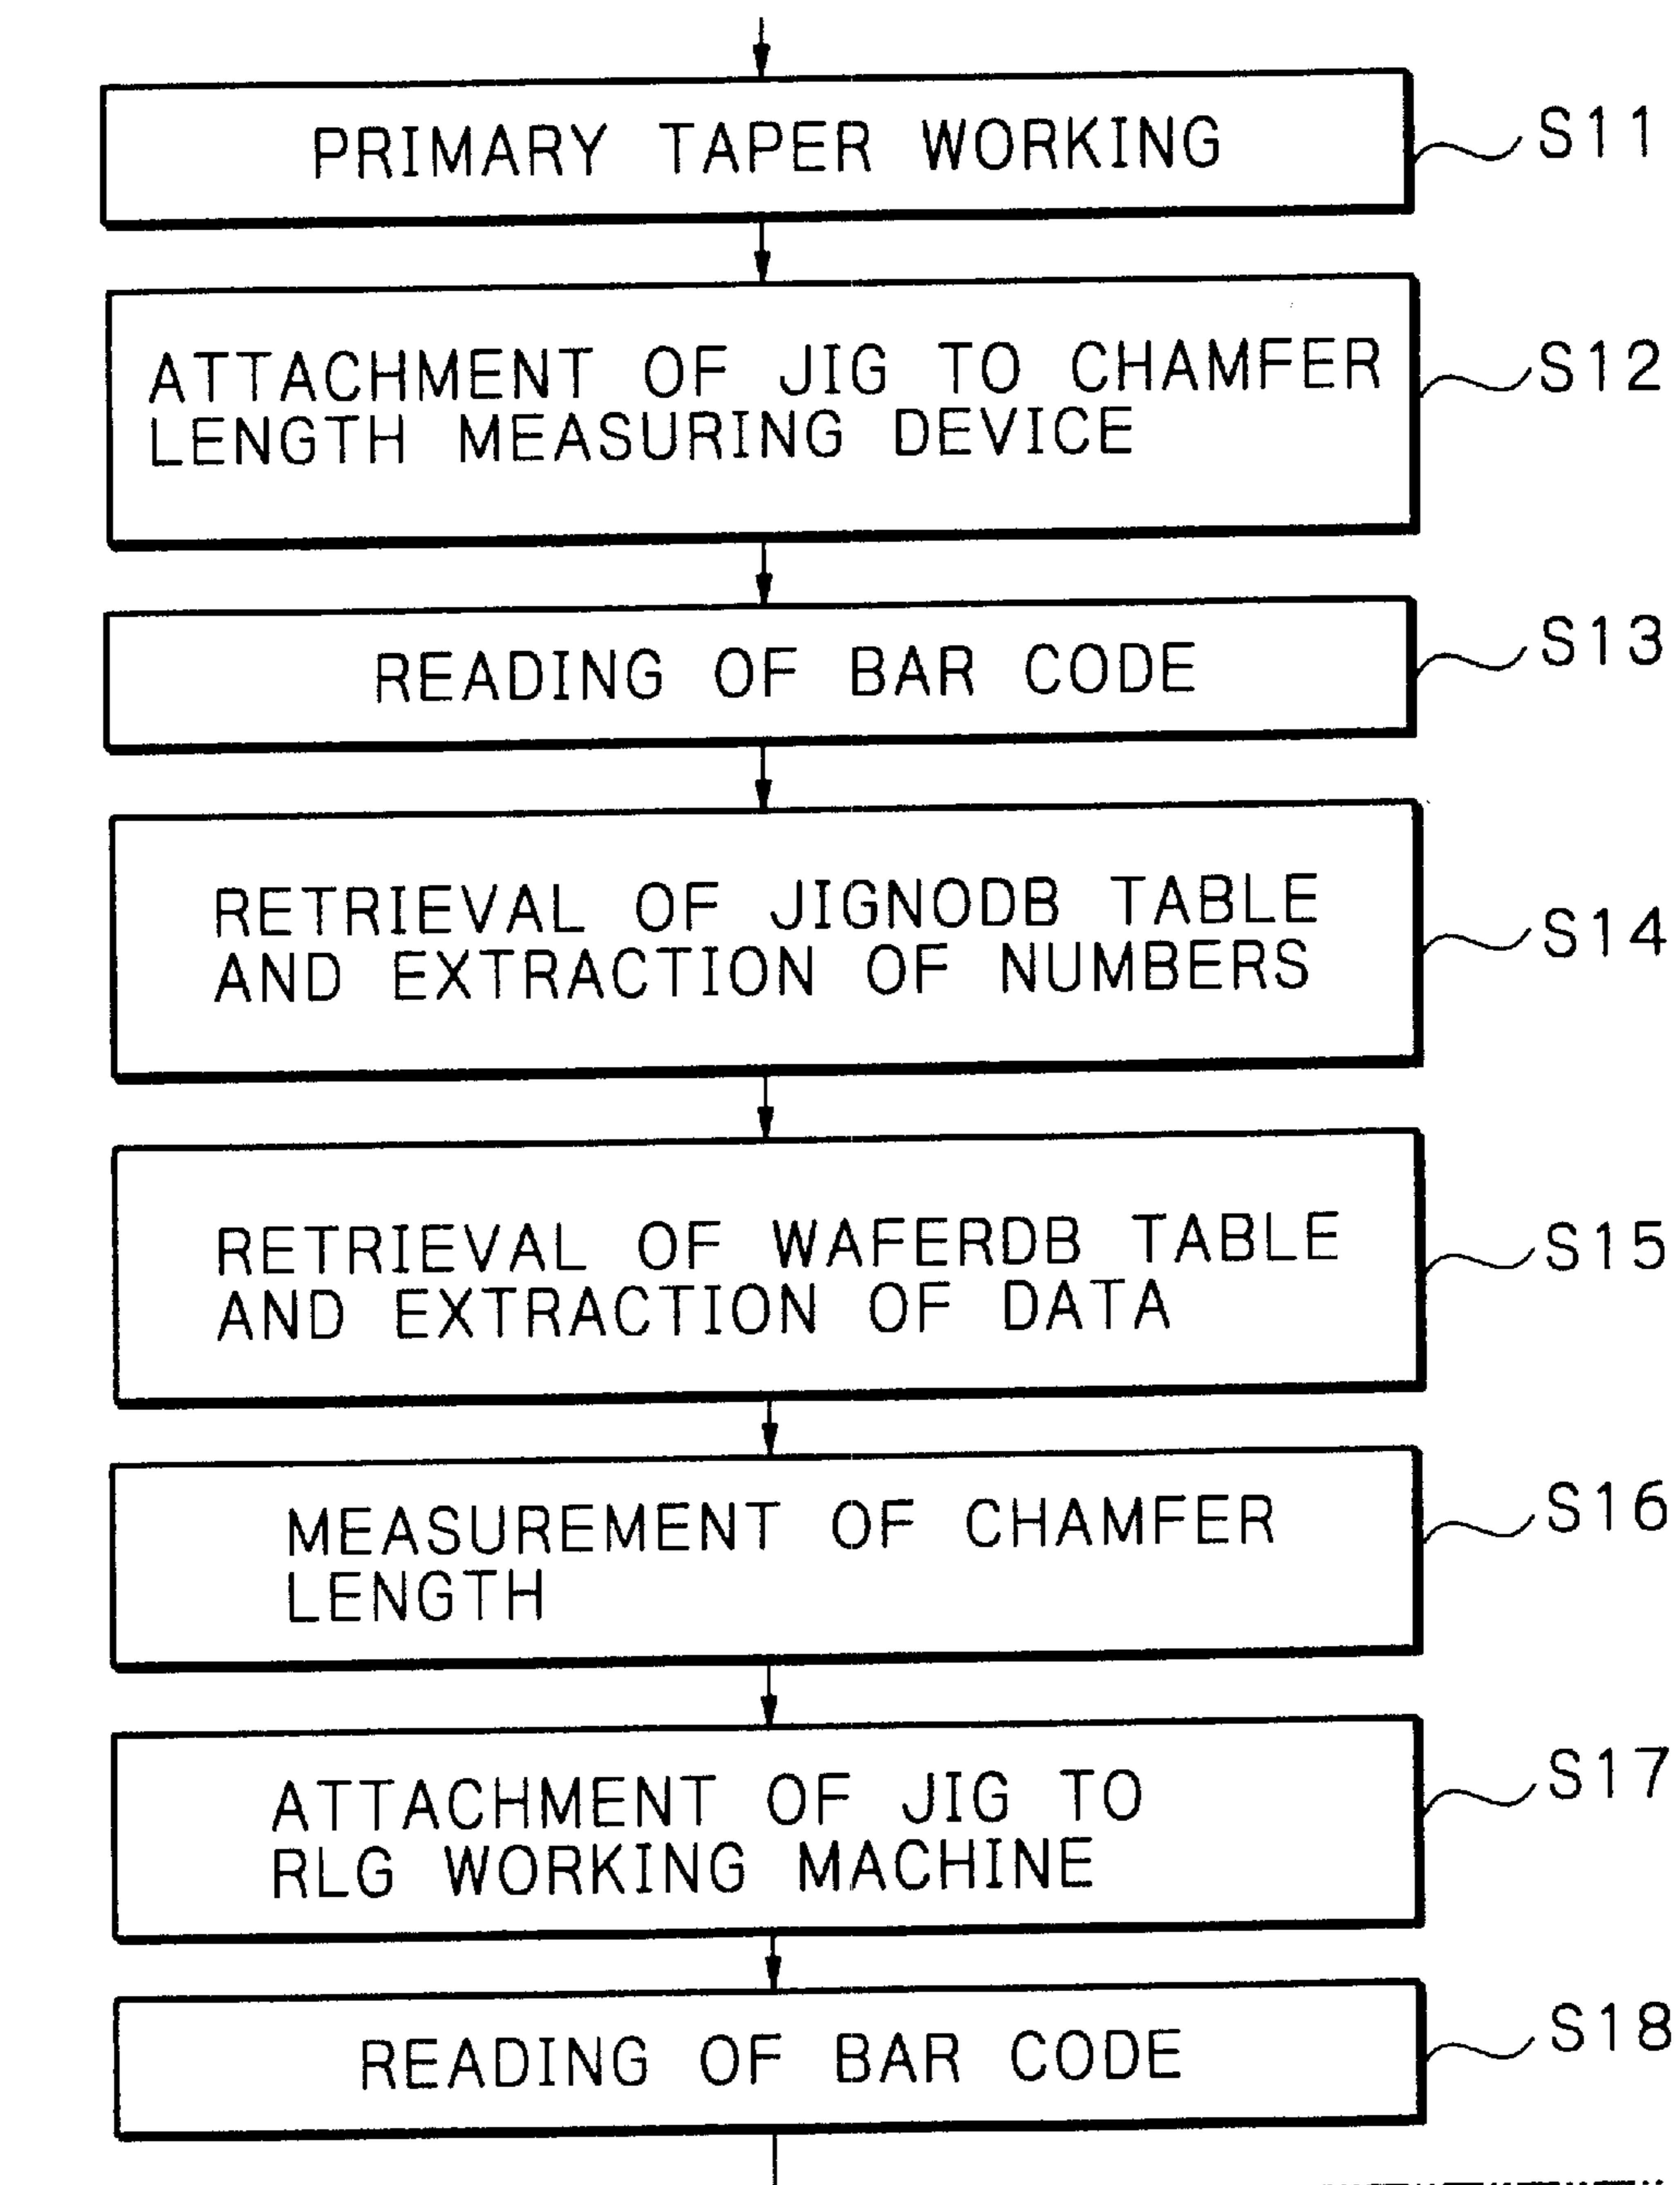 PRIMARY TAPER WORKING
S11
ATTACHMENT OF JIG TO CHAMFER
LENGTH MEASURING DEVICE
S12
READING OF BAR CODE
S13
RETRIEVAL OF JIGNODB TABLE
AND EXTRACTION OF NUMBERS
S14
RETRIEVAL OF WAFERDB TABLE
AND EXTRACTION OF DATA
S15
MEASUREMENT OF CHAMFER
LENGTH
S16
ATTACHMENT OF JIG TO
RLG WORKING MACHINE
S17
READING OF BAR CODE
S18